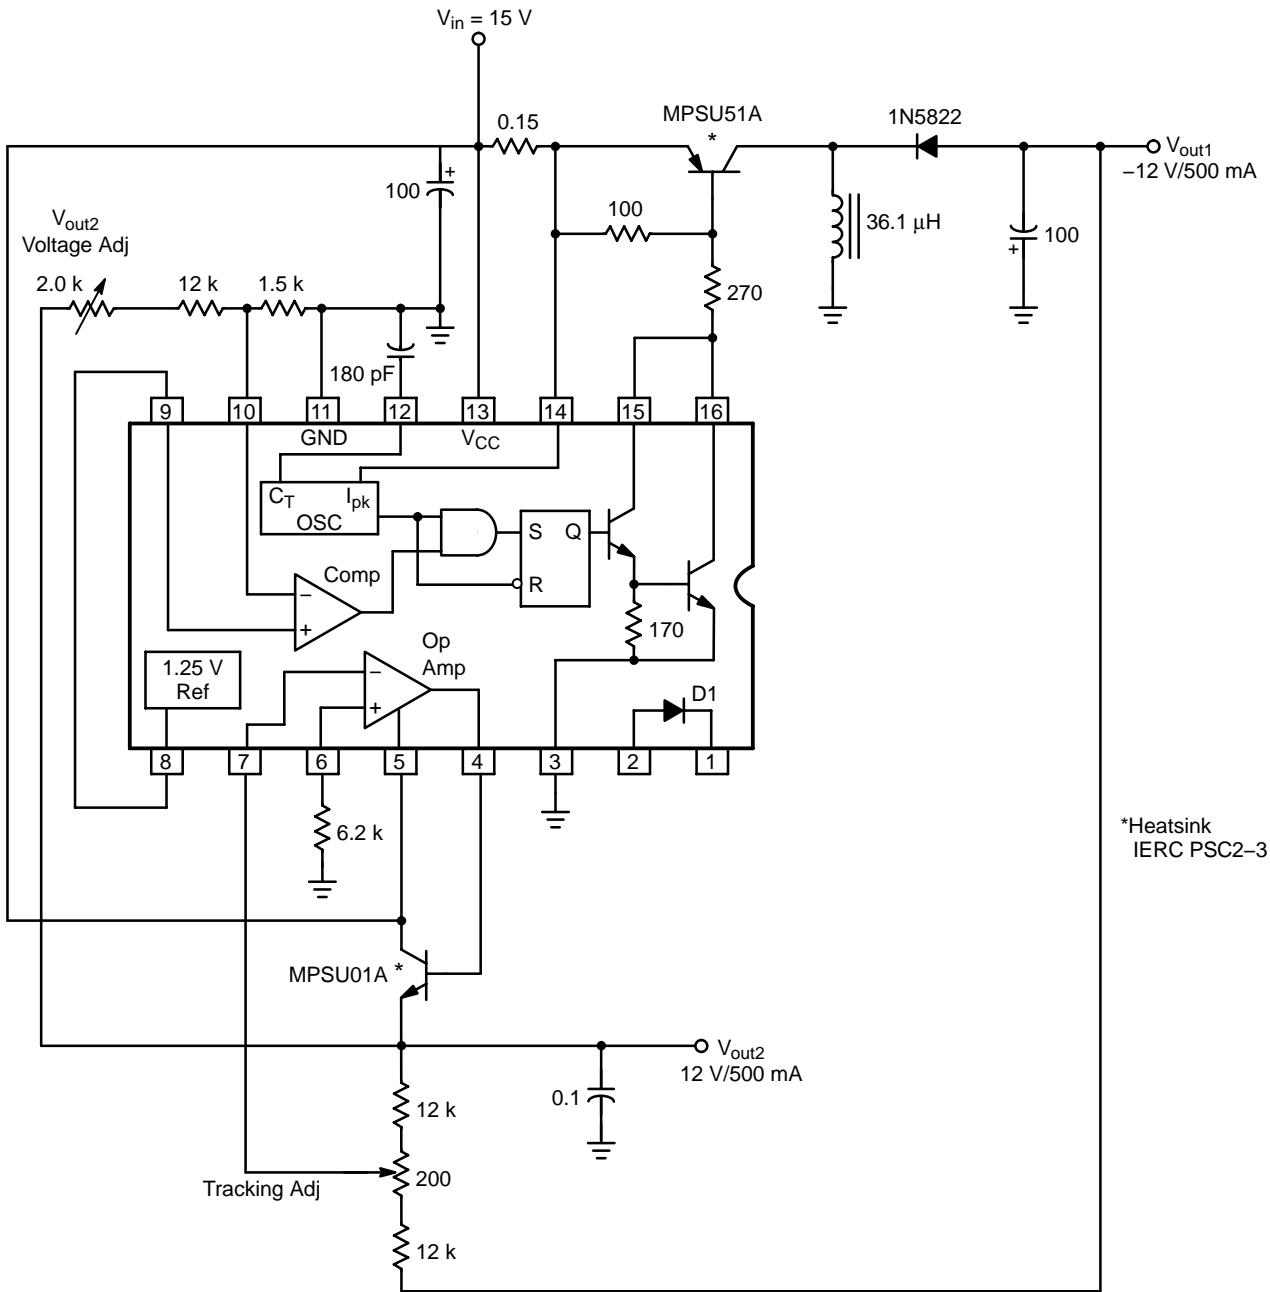 V_in = 15 V
0.15
MPSU51A
*
1N5822
V_out1
–12 V/500 mA
100
+
V_out2
Voltage Adj
2.0 k
12 k
1.5 k
100
36.1 μH
100
+
270
180 pF
9
10
11
12
13
14
15
16
GND
V_CC
C_T
I_pk
OSC
S
Q
R
Comp
–
+
170
1.25 V
Ref
Op
Amp
–
+
D1
8
7
6
5
4
3
2
1
6.2 k
*Heatsink
IERC PSC2–3
MPSU01A *
V_out2
12 V/500 mA
0.1
12 k
200
Tracking Adj
12 k